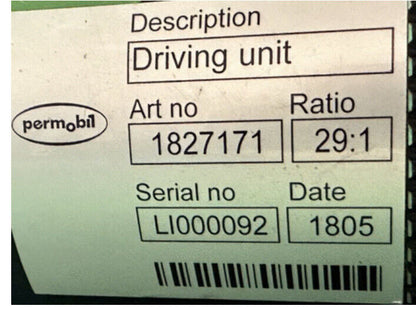 Description
Driving unit
permobil
Art no Ratio
1827171 29:1
Serial no Date
LI000092 1805